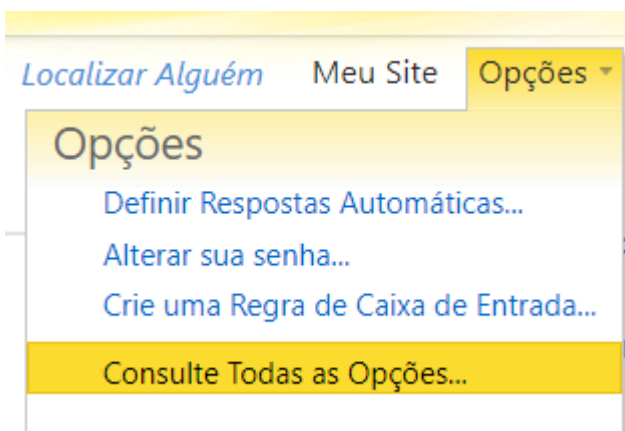 Localizar Alguém Meu Site Opções
Opções
Definir Respostas Automáticas...
Alterar sua senha...
Crie uma Regra de Caixa de Entrada...
Consulte Todas as Opções...